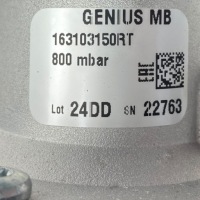 GENIUS MB
163103150RT
800 mbar
EAC
Lot 24DD SN 22763